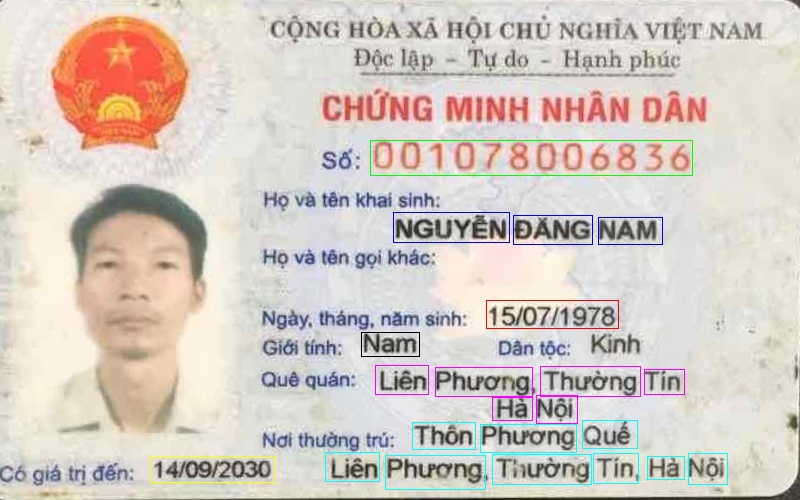 CỘNG HÒA XÃ HỘI CHỦ NGHĨA VIỆT NAM
Độc lập - Tự do - Hạnh phúc
CHỨNG MINH NHÂN DÂN
Số: 001078006836
Họ và tên khai sinh:
NGUYỄN ĐĂNG NAM
Họ và tên gọi khác:
Ngày, tháng, năm sinh: 15/07/1978
Giới tính: Nam Dân tộc: Kinh
Quê quán: Liên Phương, Thường Tín
Hà Nội
Nơi thường trú: Thôn Phương Quế
Có giá trị đến: 14/09/2030 Liên Phương, Thường Tín, Hà Nội